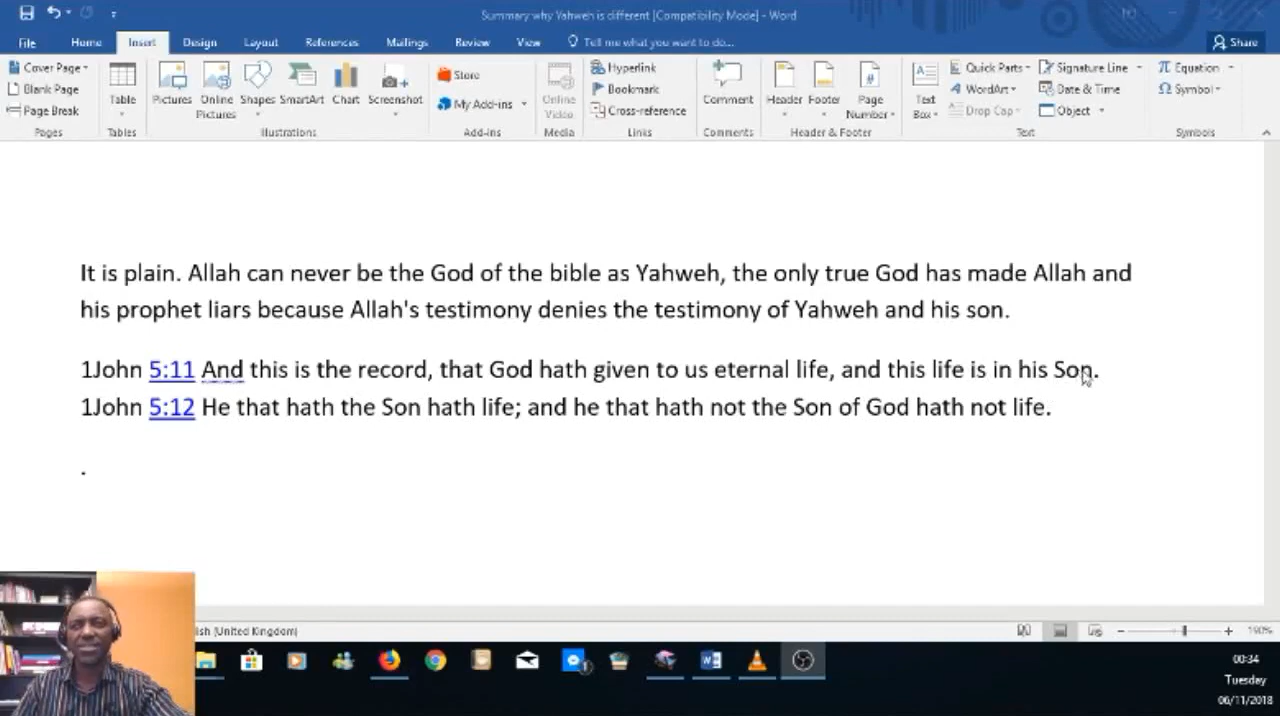 Summary why Yahweh is different [Compatibility Mode] - Word
File Home Insert Design Layout References Mailings Review View Tell me what you want to do... Share
Cover Page
Blank Page
Page Break
Pages
Table
Tables
Pictures Online Pictures Shapes SmartArt Chart Screenshot
Illustrations
Store
My Add-ins
Add-ins
Online Video
Media
Hyperlink
Bookmark
Cross-reference
Links
Comment
Comments
Header Footer Page Number
Header & Footer
Text Box
Quick Parts
WordArt
Drop Cap
Signature Line
Date & Time
Object
Text
Equation
Symbol
Symbols
It is plain. Allah can never be the God of the bible as Yahweh, the only true God has made Allah and
his prophet liars because Allah's testimony denies the testimony of Yahweh and his son.
1John 5:11 And this is the record, that God hath given to us eternal life, and this life is in his Son.
1John 5:12 He that hath the Son hath life; and he that hath not the Son of God hath not life.
.
ish (United Kingdom)
190%
00:34
Tuesday
06/11/2018